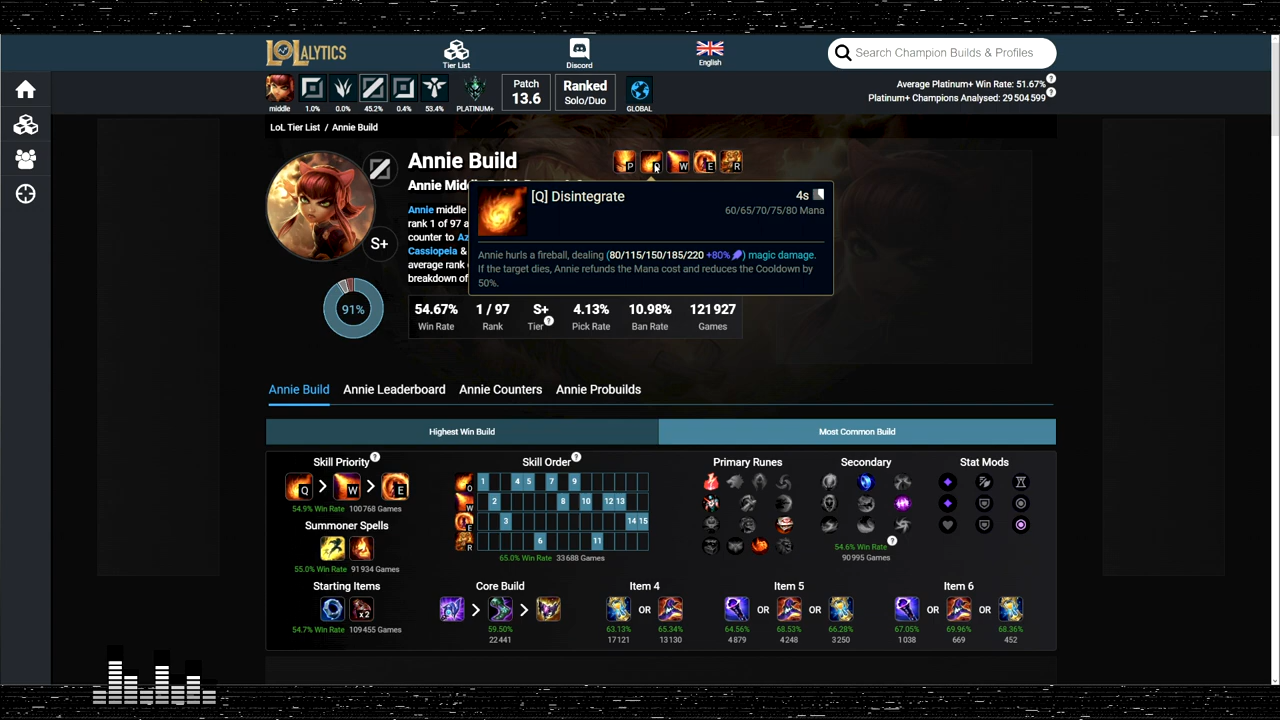 LOLALYTICS
Tier List
Discord
English
Search Champion Builds & Profiles
middle
1.0%
0.0%
45.2%
0.4%
53.4%
PLATINUM+
Patch
13.6
Ranked
Solo/Duo
GLOBAL
Average Platinum+ Win Rate: 51.67% ?
Platinum+ Champions Analysed: 29 504 599 ?
LoL Tier List / Annie Build
Annie Build
P Q W E R
Annie Midd
[Q] Disintegrate
4s
60/65/70/75/80 Mana
Annie middle
rank 1 of 97 a
counter to Az
Cassiopeia &
average rank
breakdown of
S+
Annie hurls a fireball, dealing (80/115/150/185/220 +80%) magic damage.
If the target dies, Annie refunds the Mana cost and reduces the Cooldown by
50%.
91%
54.67%
Win Rate
1 / 97
Rank
S+
Tier ?
4.13%
Pick Rate
10.98%
Ban Rate
121 927
Games
Annie Build
Annie Leaderboard
Annie Counters
Annie Probuilds
Highest Win Build
Most Common Build
Skill Priority ?
Q > W > E
54.9% Win Rate 100 768 Games
Summoner Spells
55.0% Win Rate 91 934 Games
Starting Items
x2
54.7% Win Rate 109 455 Games
Skill Order ?
Q 1 4 5 7 9
W 2 8 10 12 13
E 3 14 15
R 6 11
65.0% Win Rate 33 688 Games
Primary Runes
Secondary
Stat Mods
54.6% Win Rate ?
90 995 Games
Core Build
59.50%
22 441
Item 4
OR
63.13%
17 121
65.34%
13 130
Item 5
OR OR
64.56%
4 879
68.53%
4 248
66.28%
3 250
Item 6
OR OR
67.05%
1 038
69.96%
669
68.36%
452